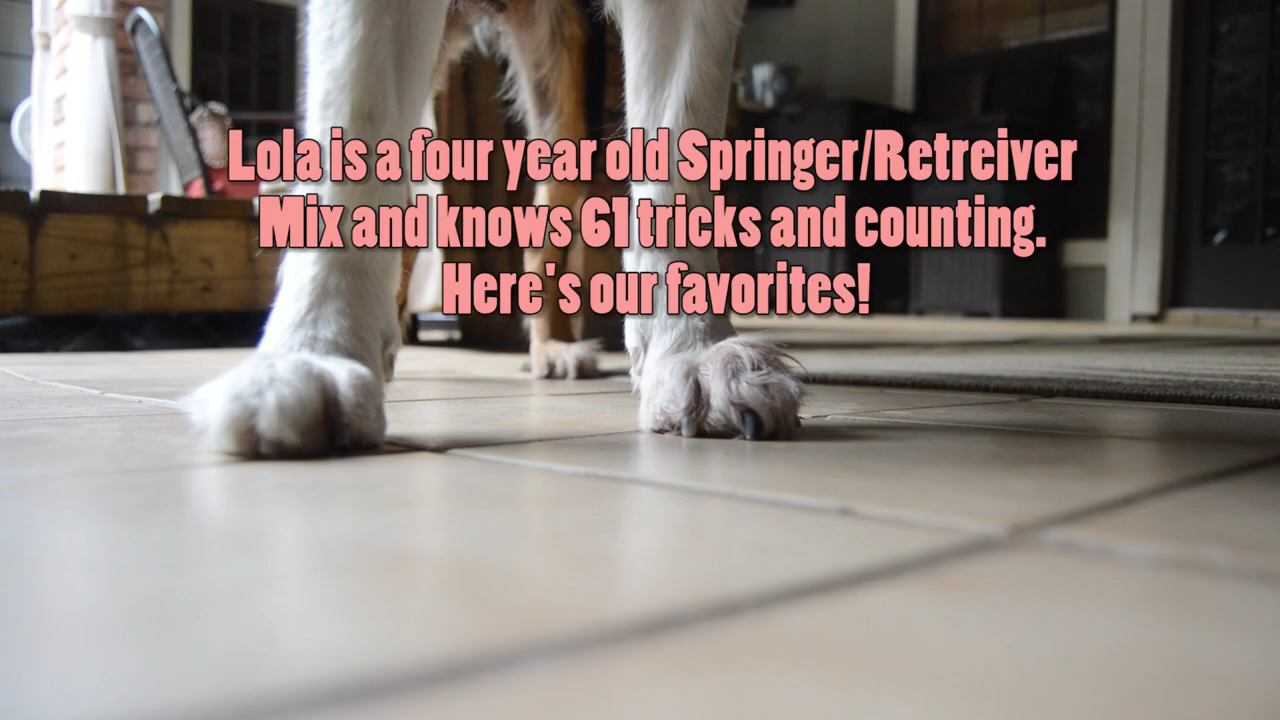 Lola is a four year old Springer/Retreiver
Mix and knows 61 tricks and counting.
Here's our favorites!